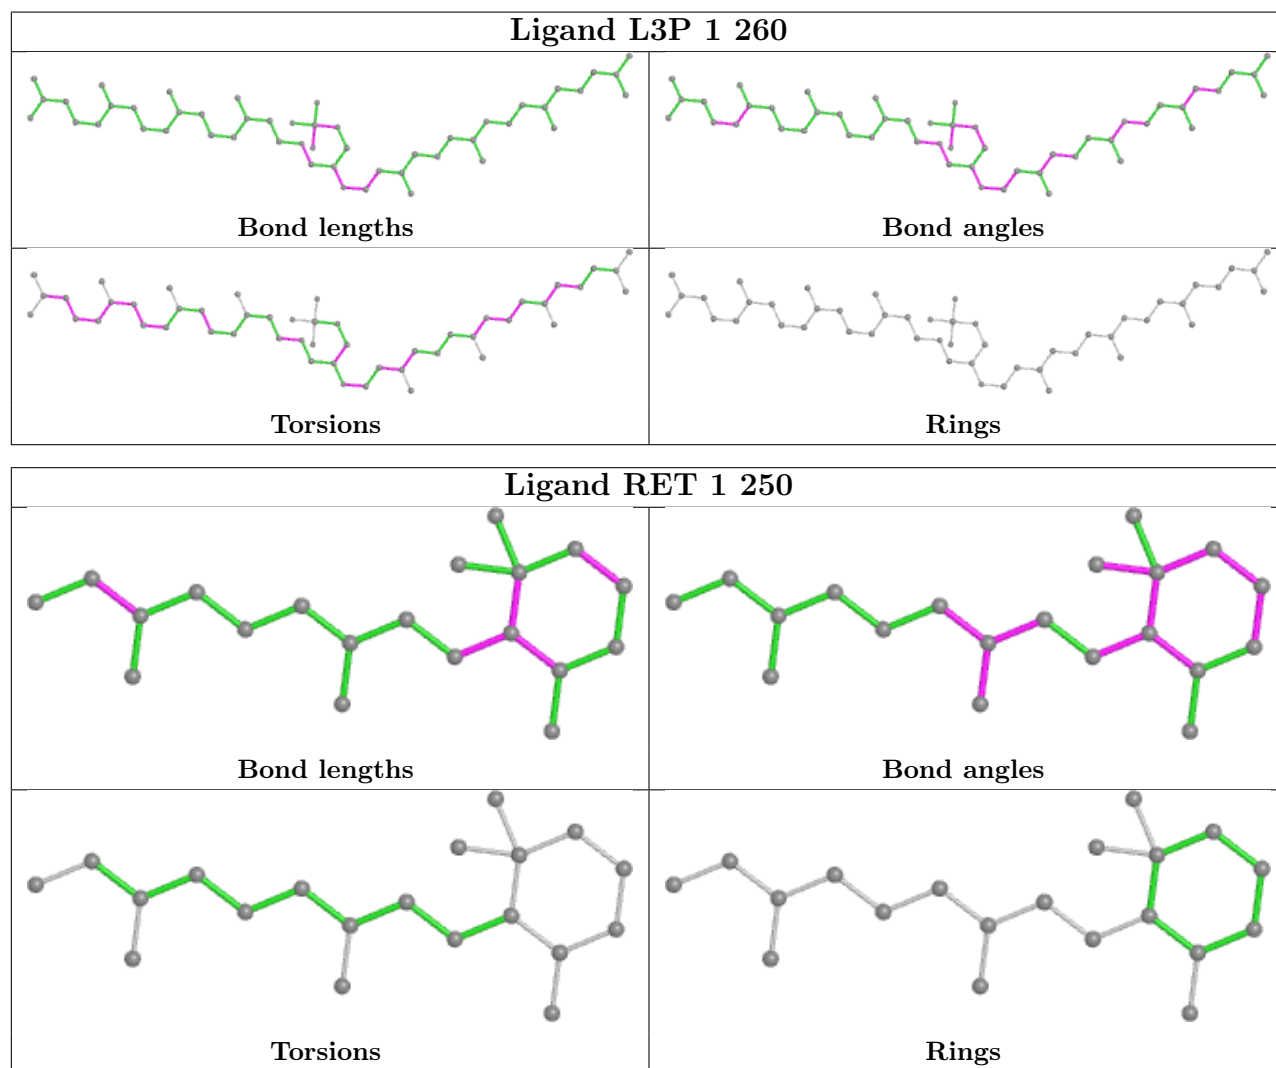 Ligand L3P 1 260
Bond lengths
Bond angles
Torsions
Rings
Ligand RET 1 250
Bond lengths
Bond angles
Torsions
Rings